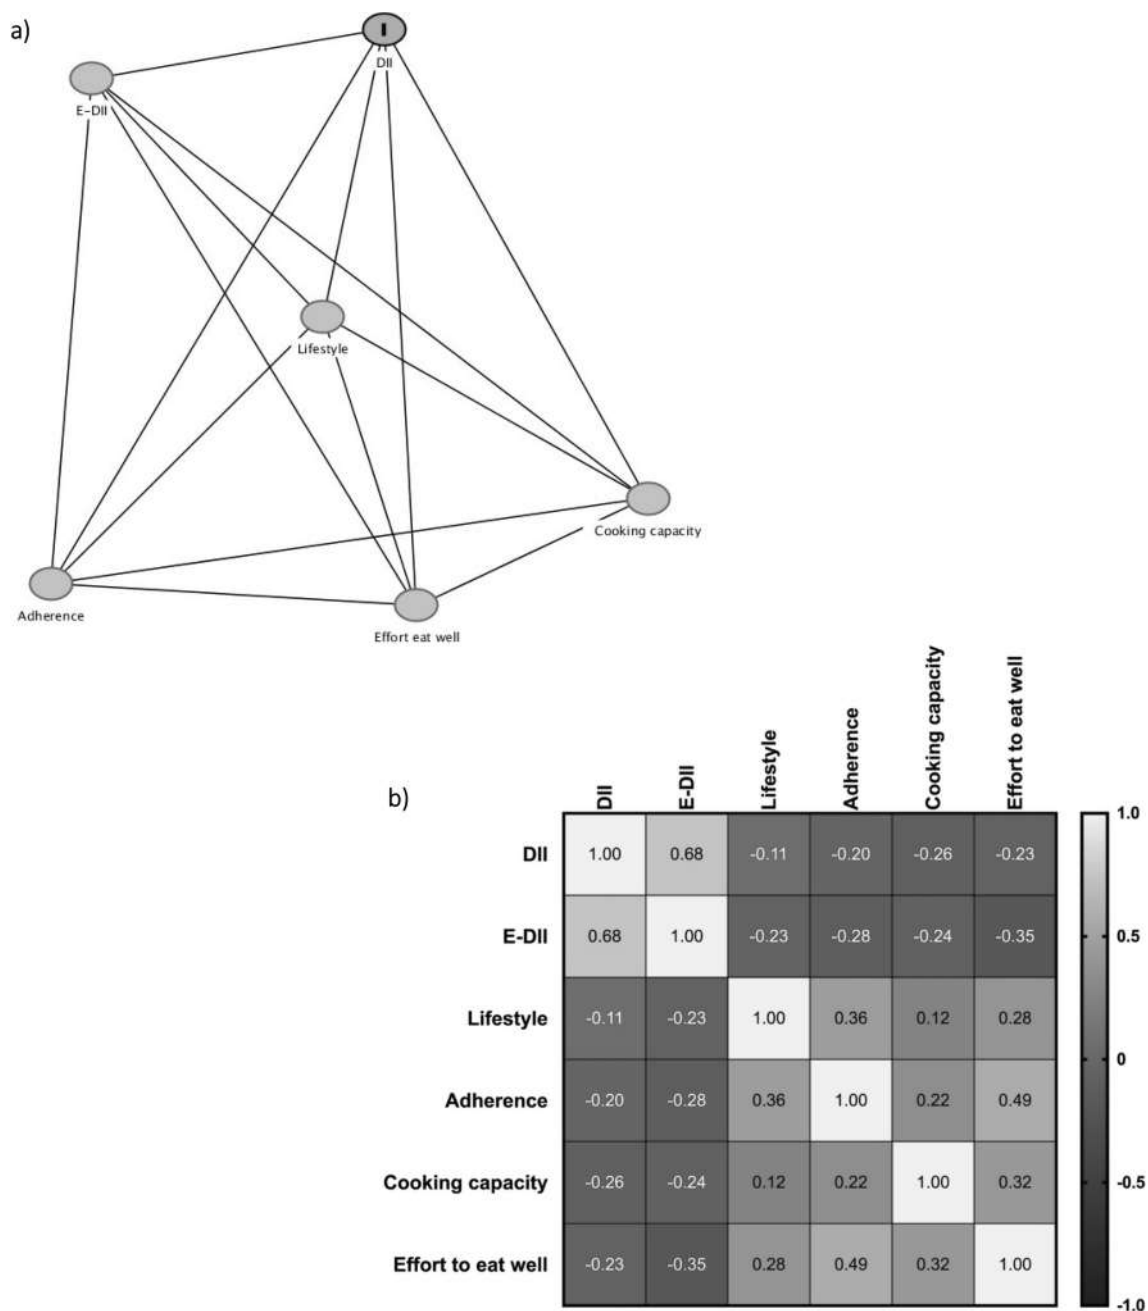 a)
I
DII
E-DII
Lifestyle
Cooking capacity
Adherence
Effort eat well
b)
DII
E-DII
Lifestyle
Adherence
Cooking capacity
Effort to eat well
DII 1.00 0.68 -0.11 -0.20 -0.26 -0.23
E-DII 0.68 1.00 -0.23 -0.28 -0.24 -0.35
Lifestyle -0.11 -0.23 1.00 0.36 0.12 0.28
Adherence -0.20 -0.28 0.36 1.00 0.22 0.49
Cooking capacity -0.26 -0.24 0.12 0.22 1.00 0.32
Effort to eat well -0.23 -0.35 0.28 0.49 0.32 1.00
1.0
0.5
0
-0.5
-1.0